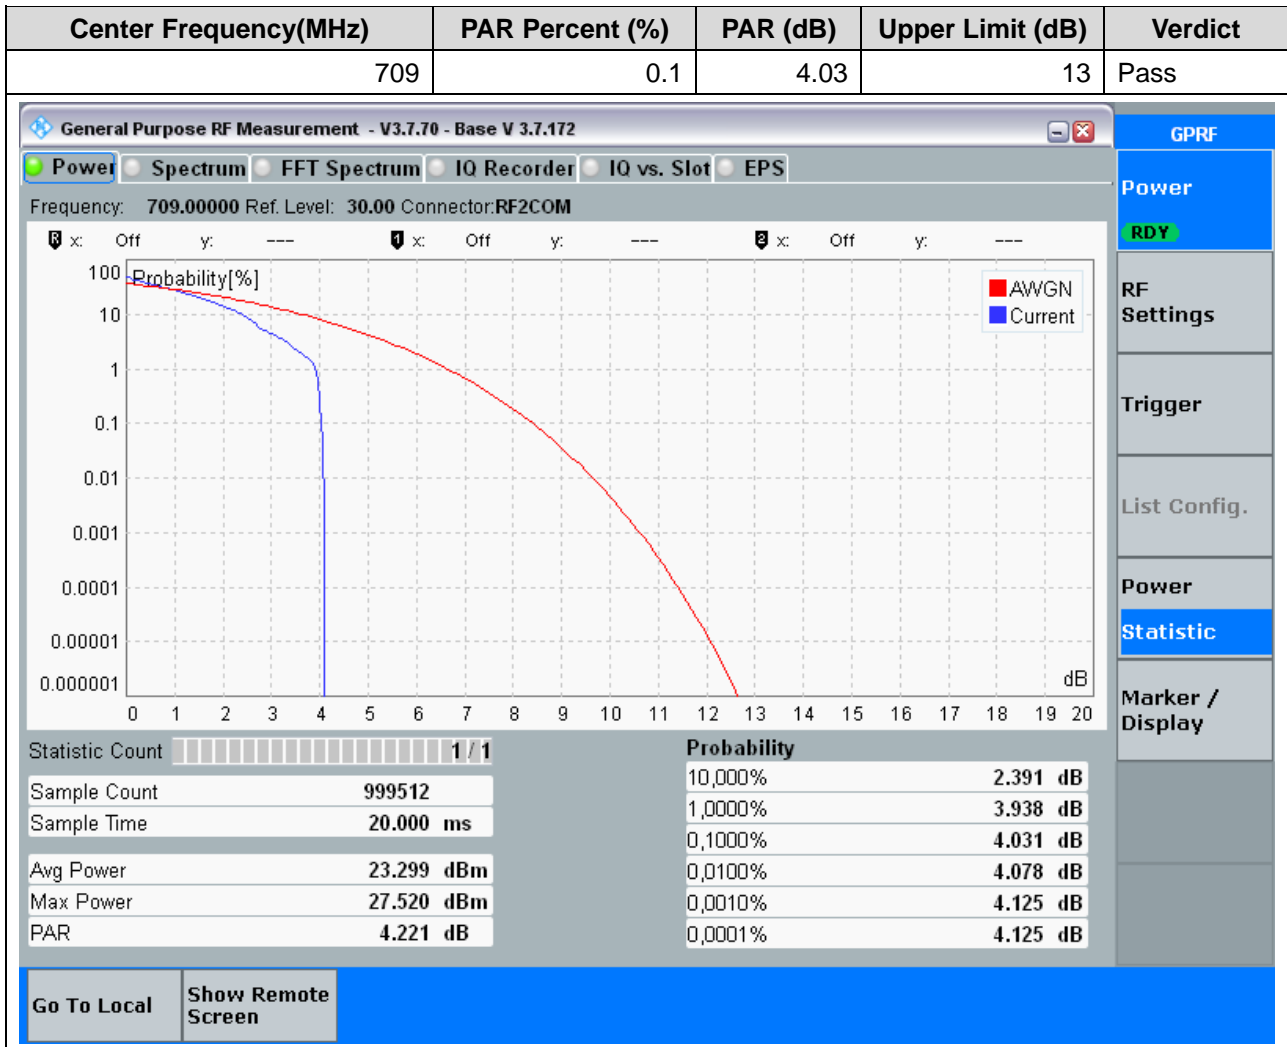 Center Frequency(MHz) PAR Percent (%) PAR (dB) Upper Limit (dB) Verdict
709 0.1 4.03 13 Pass
General Purpose RF Measurement - V3.7.70 - Base V 3.7.172
GPRF
Power Spectrum FFT Spectrum IQ Recorder IQ vs. Slot EPS
Frequency: 709.00000 Ref. Level: 30.00 Connector:RF2COM
R x: Off y: --- 1 x: Off y: --- 2 x: Off y: ---
Probability[%]
100
10
1
0.1
0.01
0.001
0.0001
0.00001
0.000001
AWGN
Current
dB
0 1 2 3 4 5 6 7 8 9 10 11 12 13 14 15 16 17 18 19 20
Statistic Count 1 / 1
Sample Count 999512
Sample Time 20.000 ms
Avg Power 23.299 dBm
Max Power 27.520 dBm
PAR 4.221 dB
Probability
10,000% 2.391 dB
1,0000% 3.938 dB
0,1000% 4.031 dB
0,0100% 4.078 dB
0,0010% 4.125 dB
0,0001% 4.125 dB
Power
RDY
RF
Settings
Trigger
List Config.
Power
Statistic
Marker /
Display
Go To Local
Show Remote
Screen